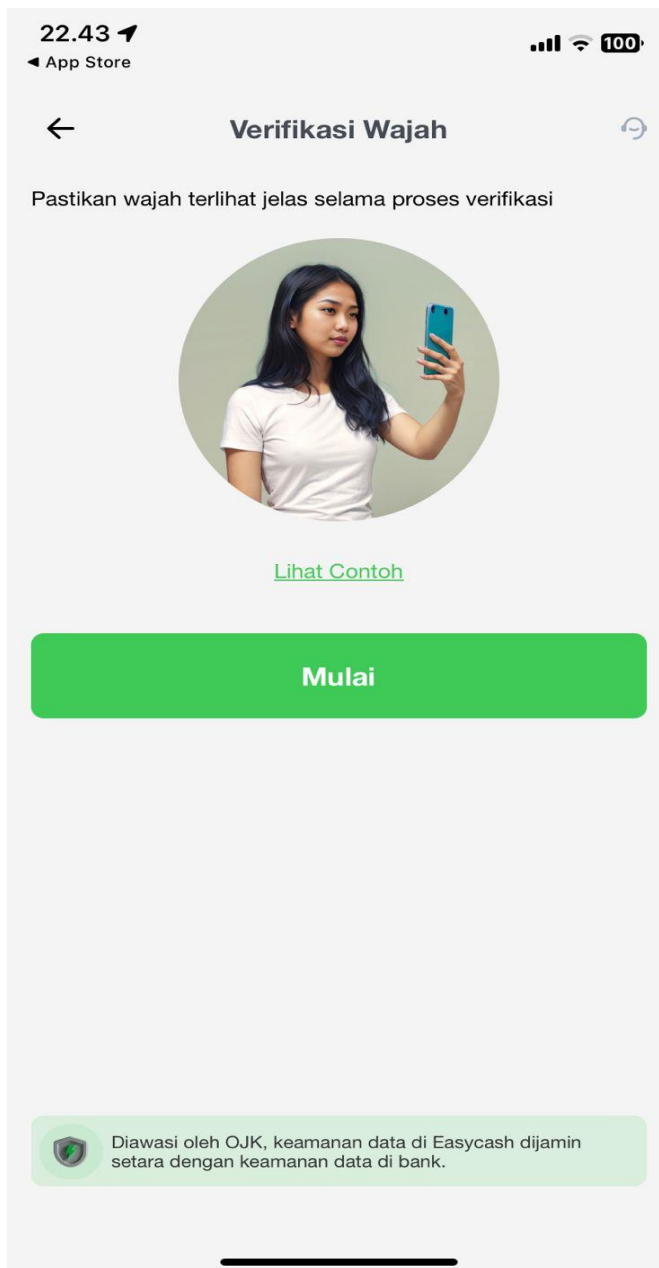 22.43
100
◀ App Store
Verifikasi Wajah
Pastikan wajah terlihat jelas selama proses verifikasi
Lihat Contoh
Mulai
Diawasi oleh OJK, keamanan data di Easycash dijamin
setara dengan keamanan data di bank.